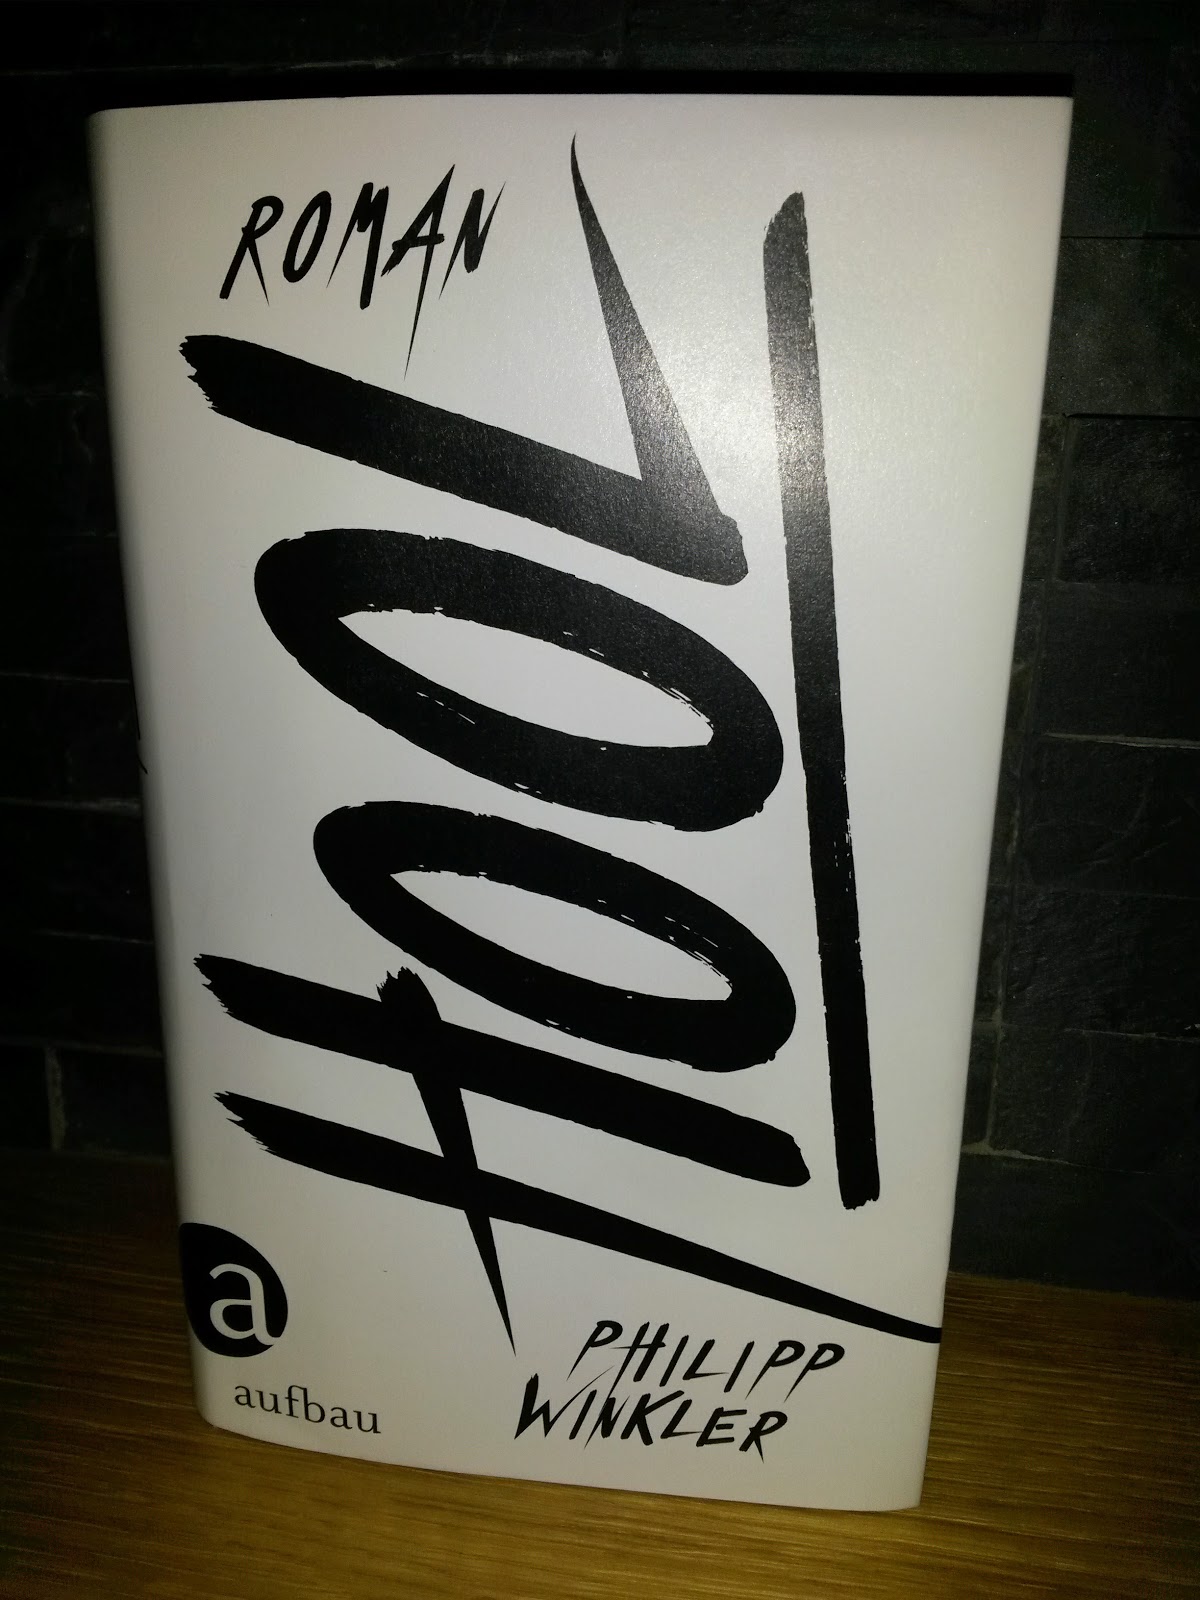 ROMAN
Hool
PHILIPP
WINKLER
a
aufbau